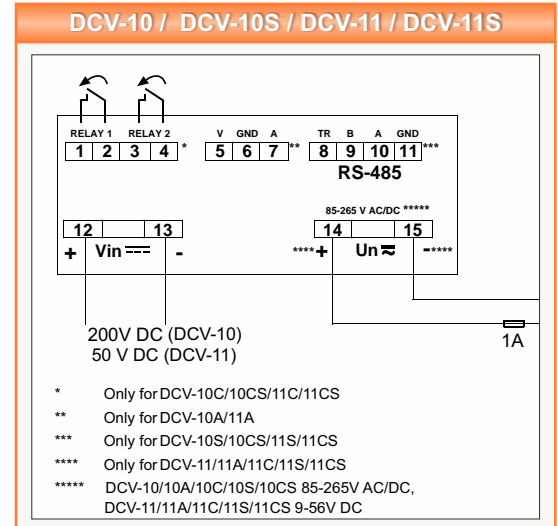 DCV-10 / DCV-10S / DCV-11 / DCV-11S
RELAY 1 RELAY 2 V GND A TR B A GND
1 2 3 4 * 5 6 7 ** 8 9 10 11 ***
RS-485
85-265 V AC/DC *****
12 13 14 15
+ Vin - ****+ Un -****
200V DC (DCV-10)
50 V DC (DCV-11)
1A
* Only for DCV-10C/10CS/11C/11CS
** Only for DCV-10A/11A
*** Only for DCV-10S/10CS/11S/11CS
**** Only for DCV-11/11A/11C/11S/11CS
***** DCV-10/10A/10C/10S/10CS 85-265V AC/DC,
DCV-11/11A/11C/11S/11CS 9-56V DC